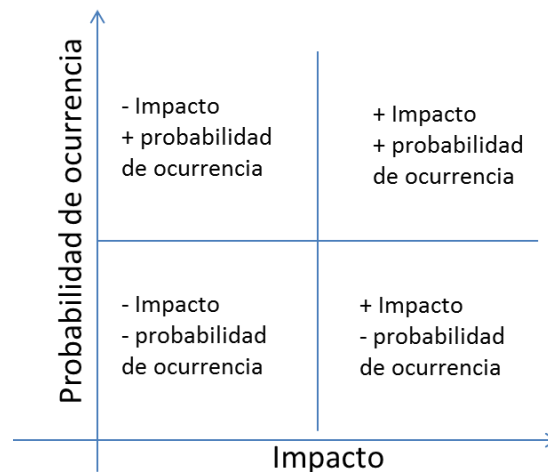 Probabilidad de ocurrencia
- Impacto
+ probabilidad
de ocurrencia
+ Impacto
+ probabilidad
de ocurrencia
- Impacto
- probabilidad
de ocurrencia
+ Impacto
- probabilidad
de ocurrencia
Impacto